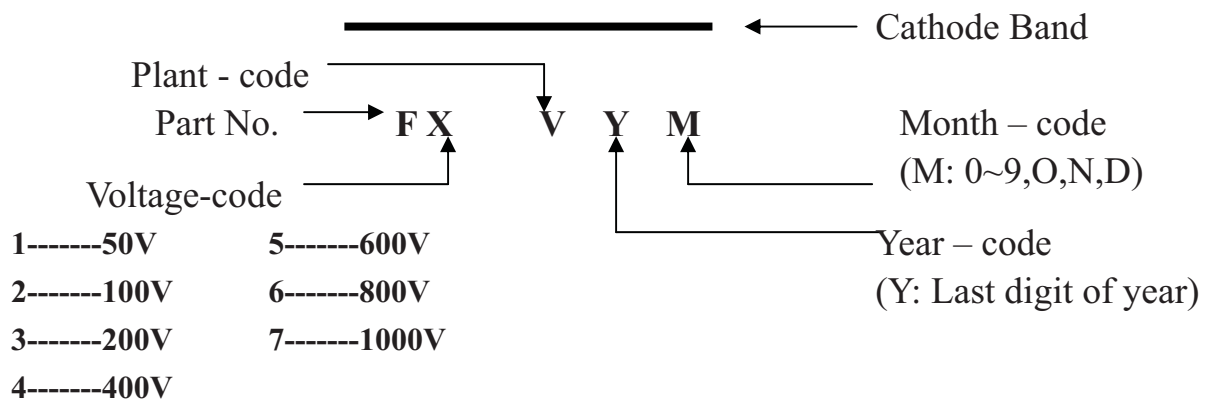 Cathode Band
Plant - code
Part No.
F X V Y M
Month – code
(M: 0~9,O,N,D)
Voltage-code
1-------50V 5-------600V
Year – code
2-------100V 6-------800V
(Y: Last digit of year)
3-------200V 7-------1000V
4-------400V